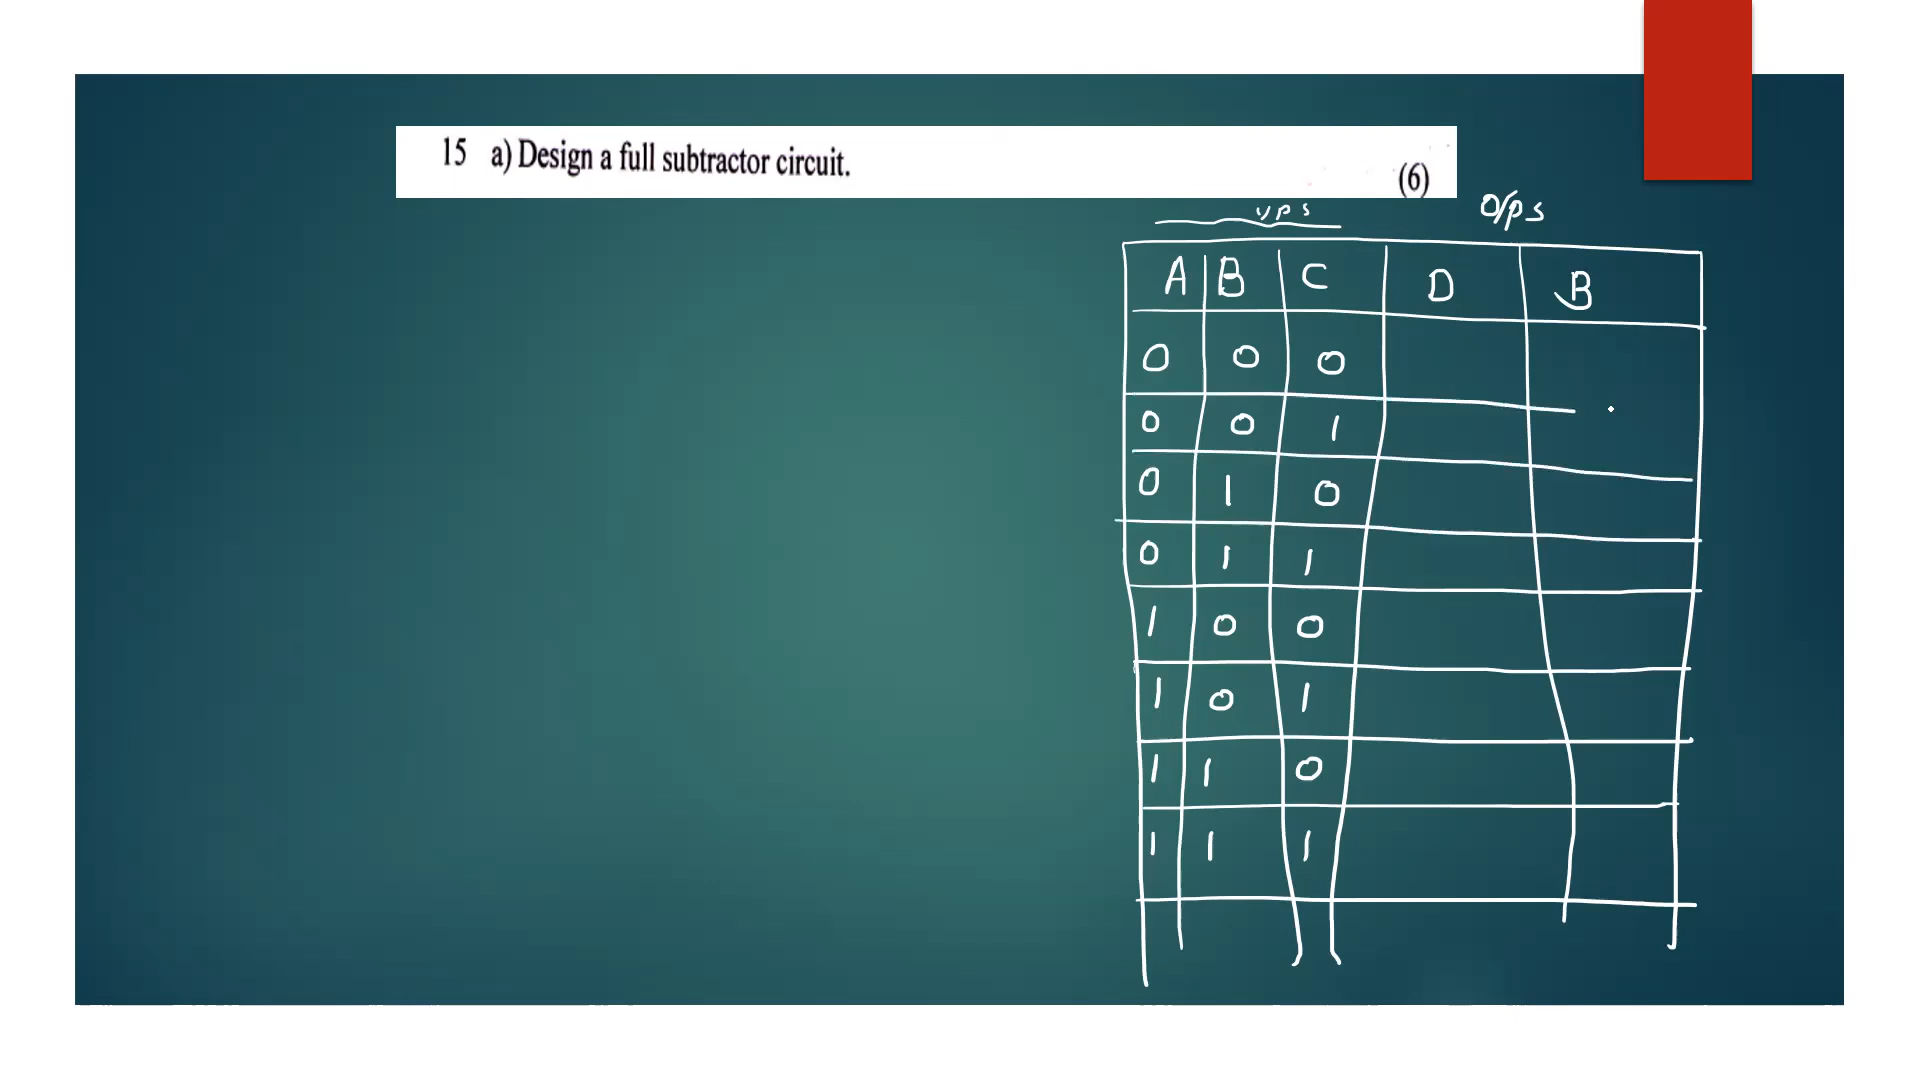 15 a) Design a full subtractor circuit.
(6)
i/ps O/ps
A B C D B
0 0 0
0 0 1
0 1 0
0 1 1
1 0 0
1 0 1
1 1 0
1 1 1